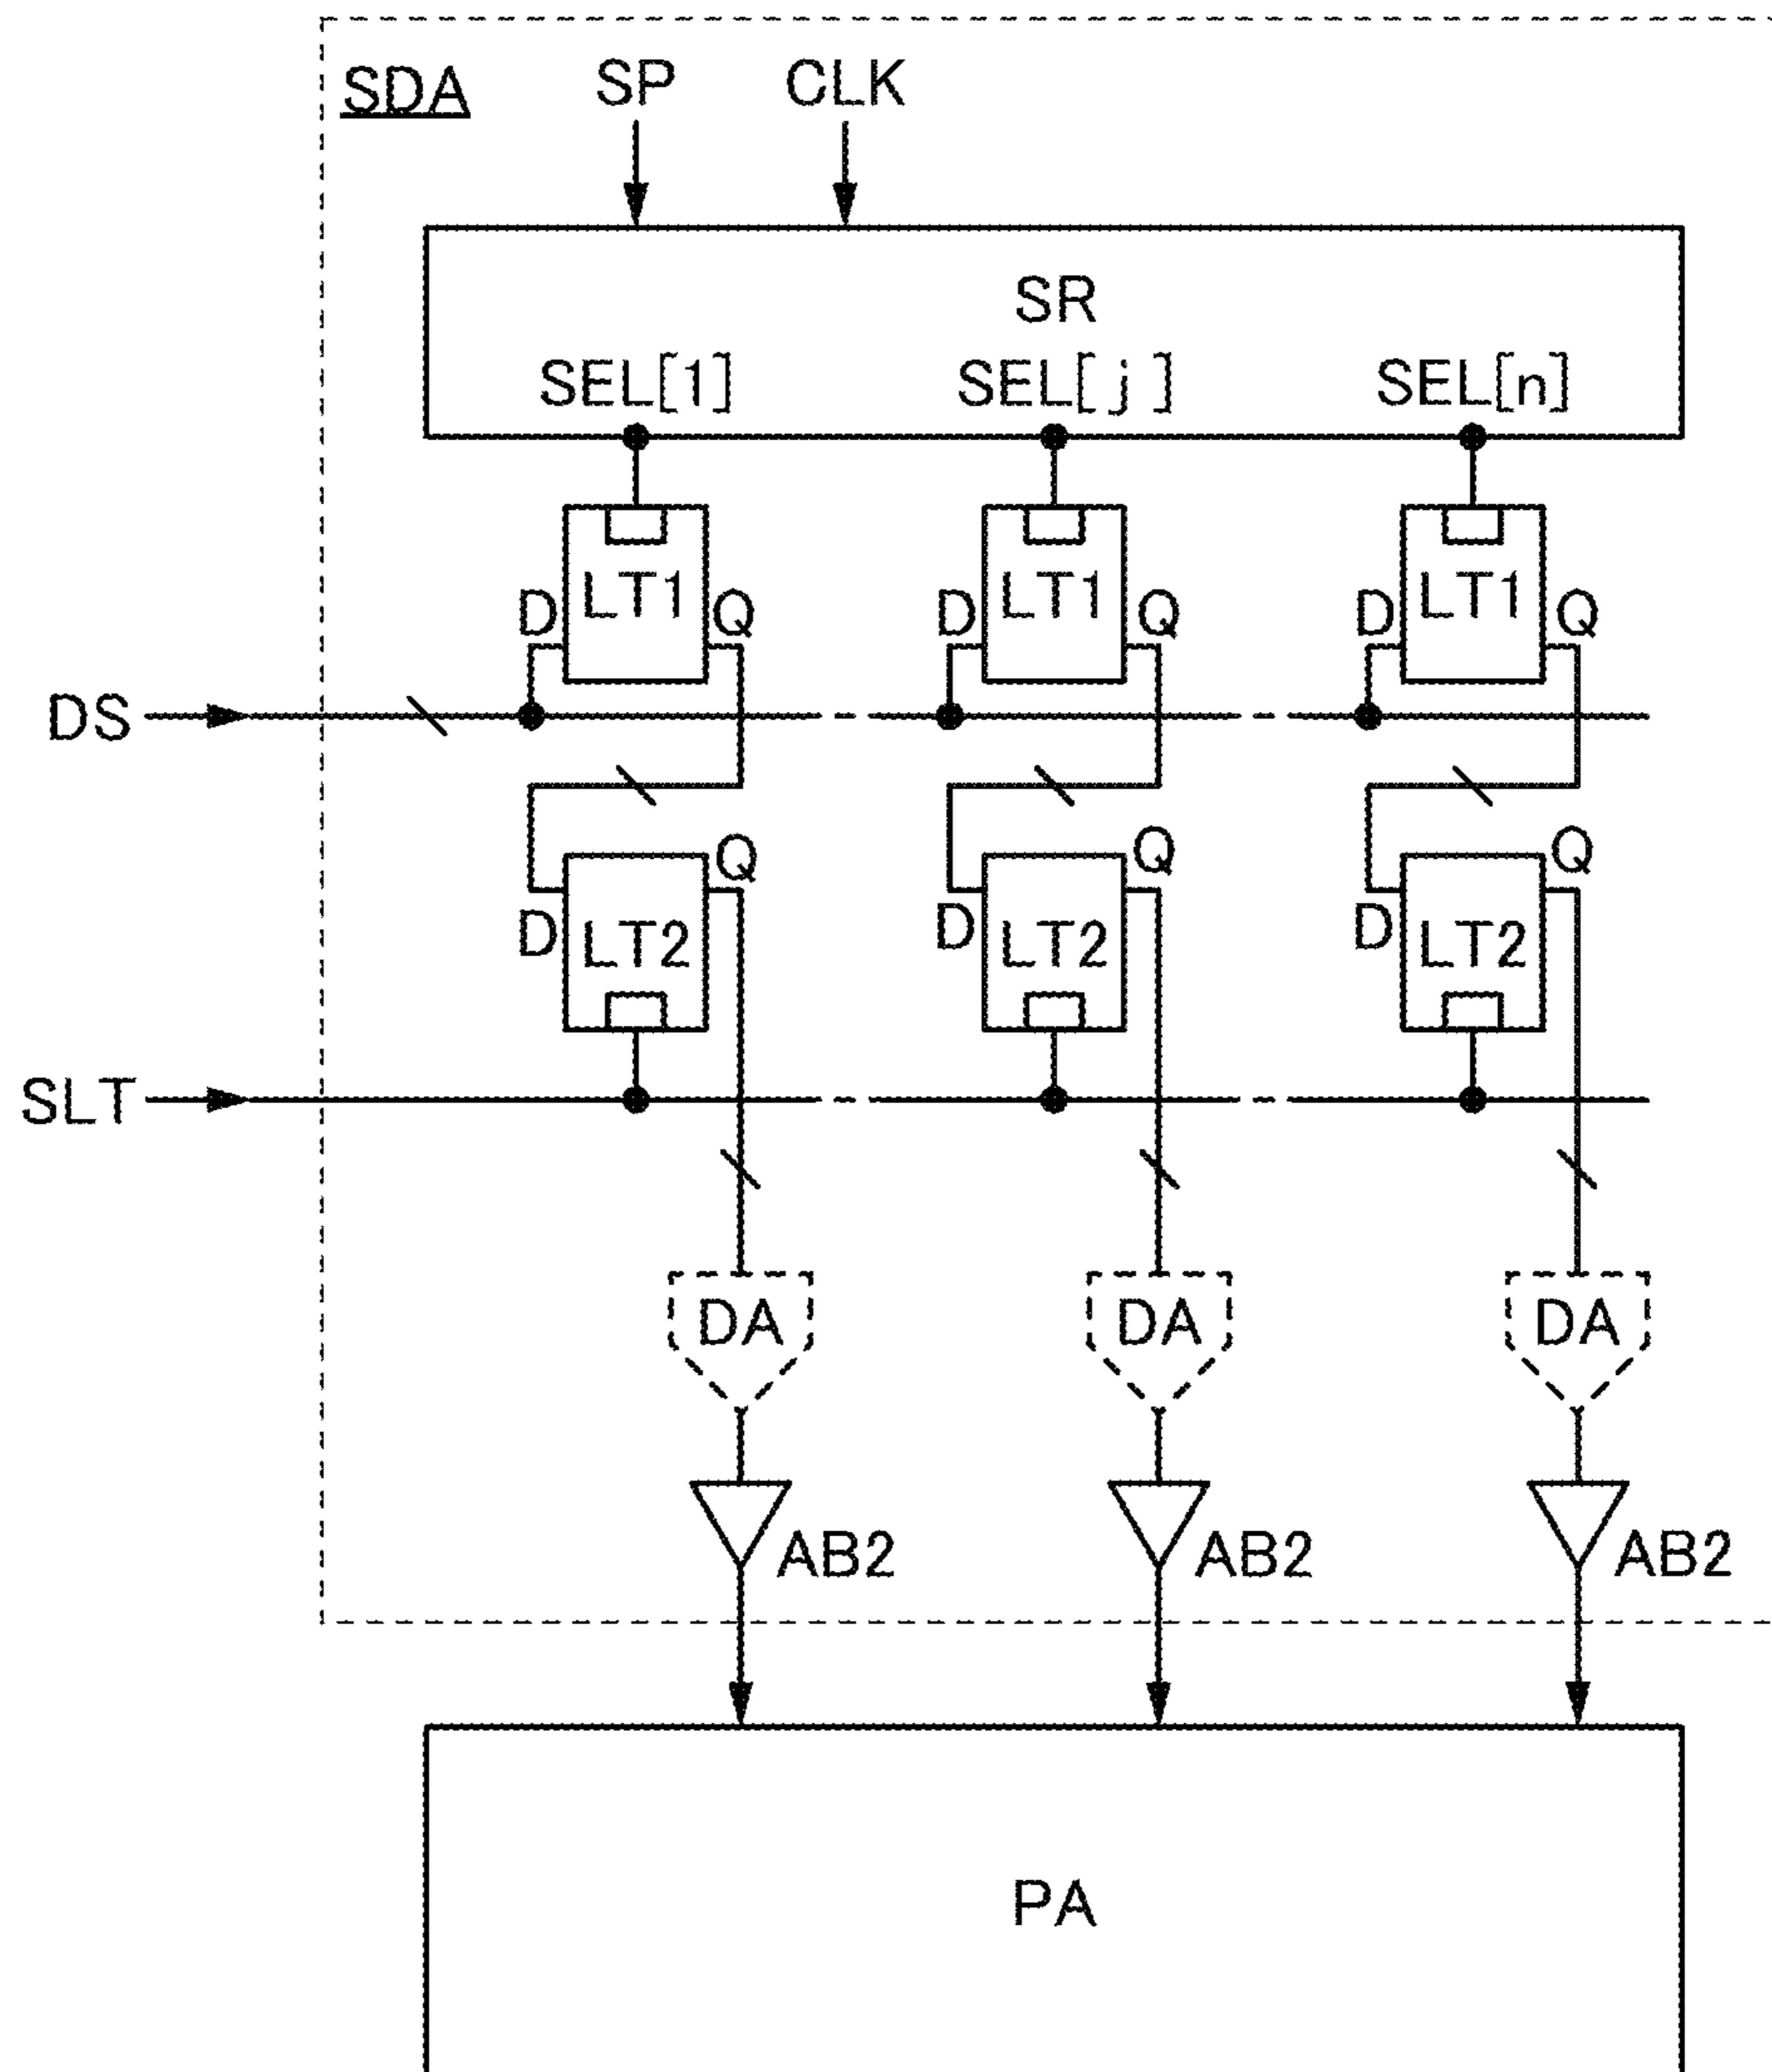 SDA SP CLK
SR
SEL[1] SEL[j] SEL[n]
LT1 LT1 LT1
D Q D Q D Q
DS
Q Q Q
D LT2 D LT2 D LT2
SLT
DA DA DA
AB2 AB2 AB2
PA